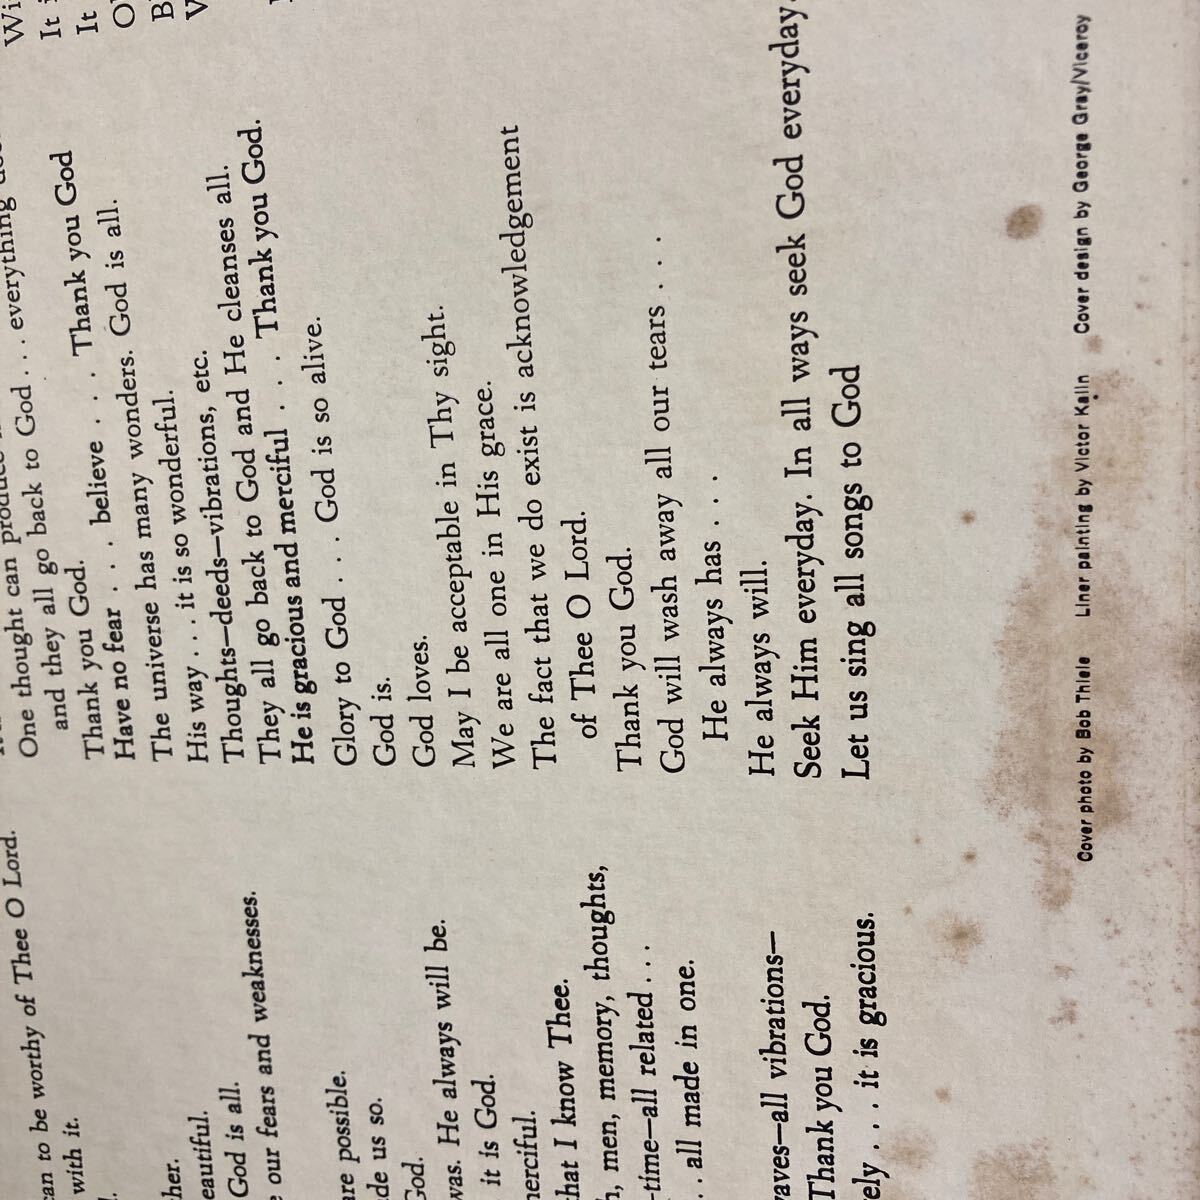 can to be worthy of Thee O Lord.
with it.
eautiful.
God is all.
our fears and weaknesses.
are possible.
de us so.
God.
was. He always will be.
it is God.
merciful.
that I know Thee.
men, memory, thoughts,
-time—all related . . .
. . all made in one.
waves—all vibrations—
Thank you God.
ely . . . it is gracious.
One thought can produce
and they all go back to God . . . everything
Thank you God.
Have no fear . . . believe . . . Thank you God
The universe has many wonders. God is all.
His way . . . it is so wonderful.
Thoughts—deeds—vibrations, etc.
They all go back to God and He cleanses all.
He is gracious and merciful . . . Thank you God.
Glory to God . . . God is so alive.
God is.
God loves.
May I be acceptable in Thy sight.
We are all one in His grace.
The fact that we do exist is acknowledgement
of Thee O Lord.
Thank you God.
God will wash away all our tears . . .
He always has . . .
He always will.
Seek Him everyday. In all ways seek God everyday.
Let us sing all songs to God
It
It
Cover photo by Bob Thiele Liner painting by Victor Kalin Cover design by George Gray/Viceroy